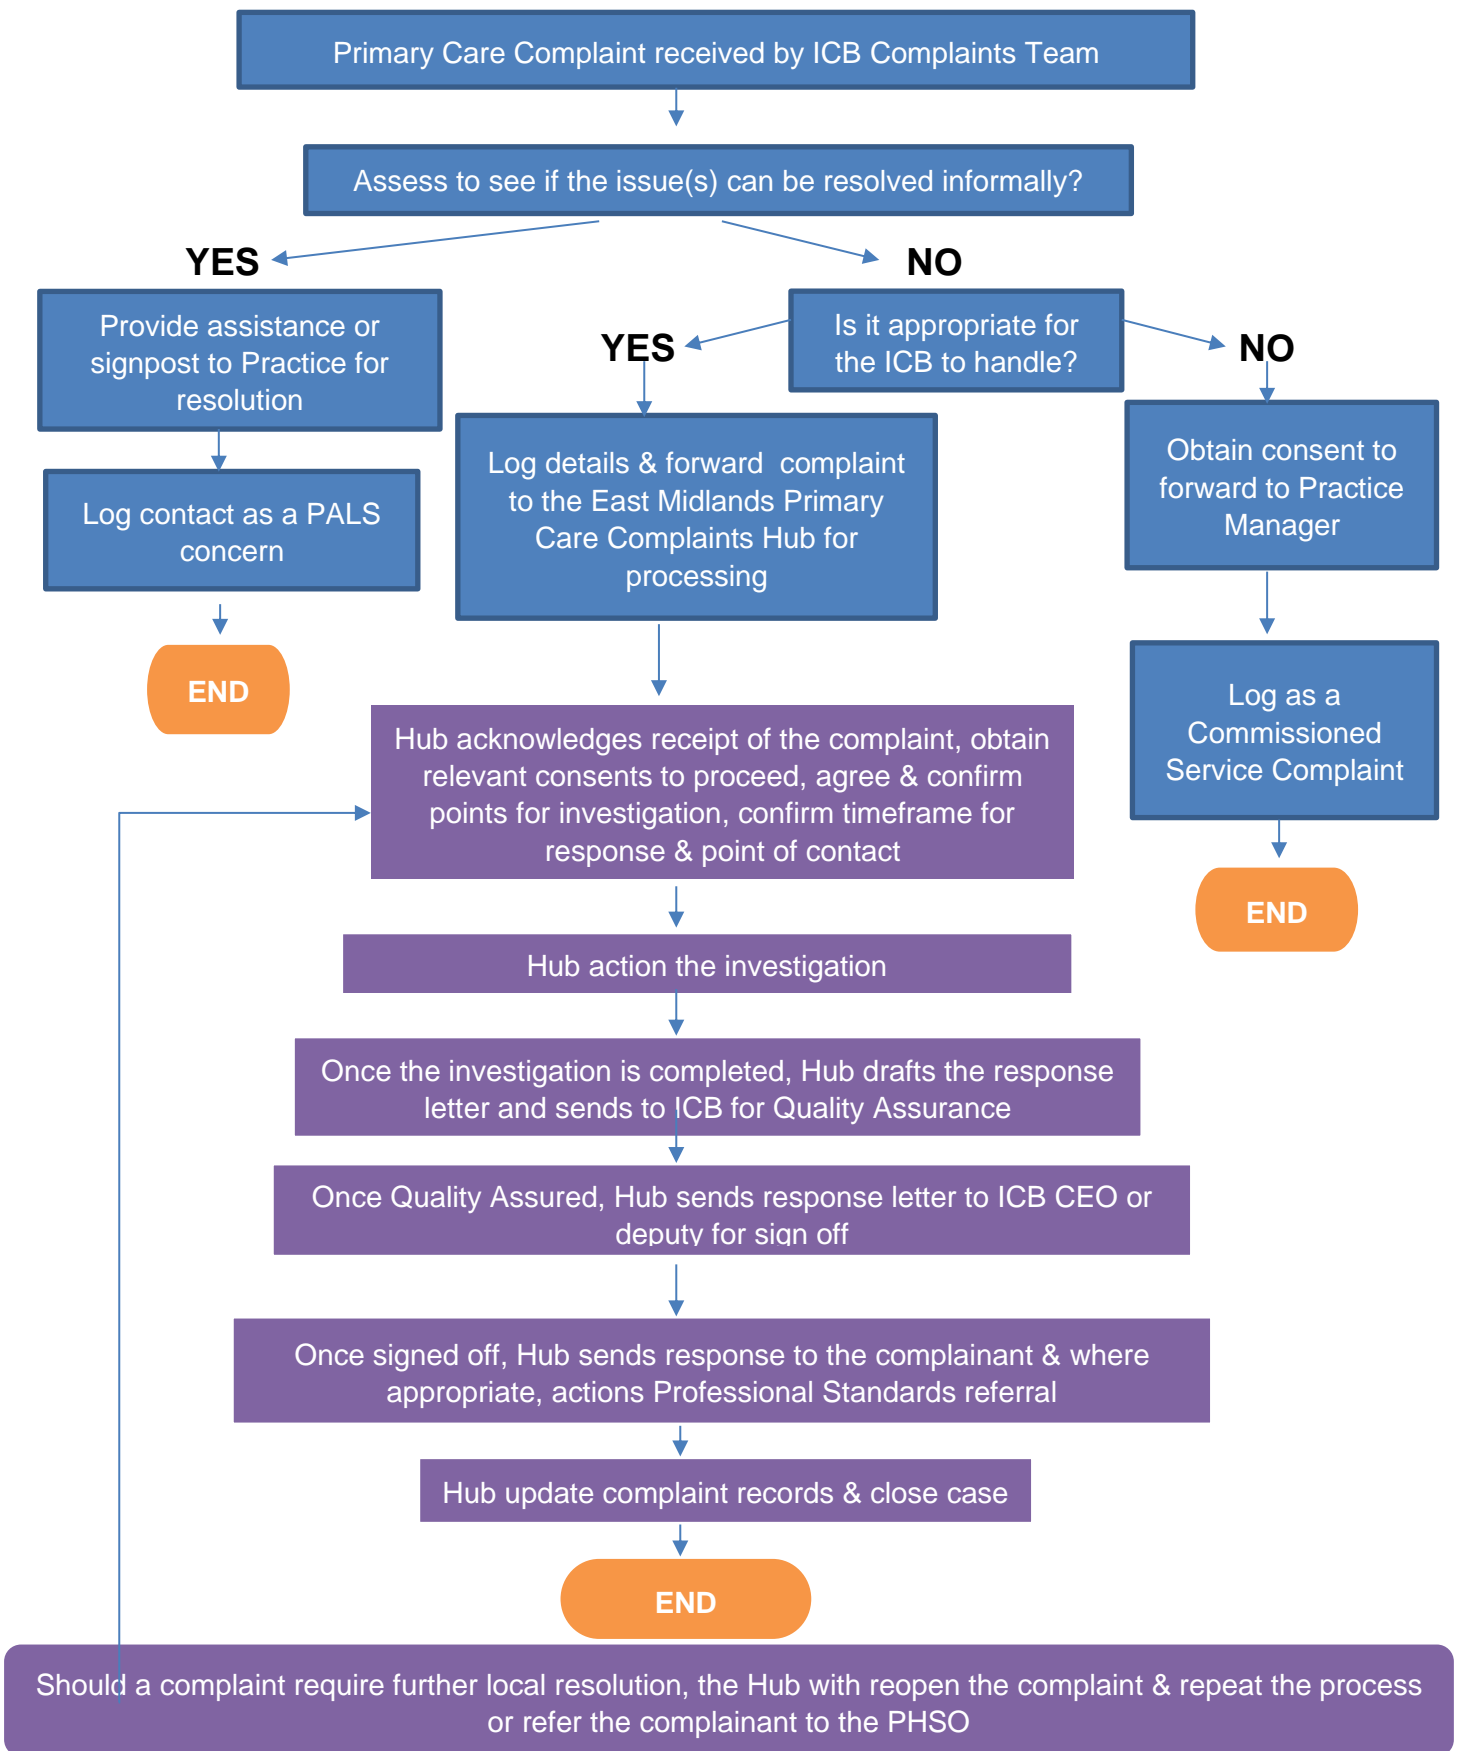 Primary Care Complaint received by ICB Complaints Team
Assess to see if the issue(s) can be resolved informally?
YES
NO
Provide assistance or
signpost to Practice for
resolution
Log contact as a PALS
concern
END
Is it appropriate for
the ICB to handle?
YES
NO
Log details & forward complaint
to the East Midlands Primary
Care Complaints Hub for
processing
Obtain consent to
forward to Practice
Manager
Log as a
Commissioned
Service Complaint
END
Hub acknowledges receipt of the complaint, obtain
relevant consents to proceed, agree & confirm
points for investigation, confirm timeframe for
response & point of contact
Hub action the investigation
Once the investigation is completed, Hub drafts the response
letter and sends to ICB for Quality Assurance
Once Quality Assured, Hub sends response letter to ICB CEO or
deputy for sign off
Once signed off, Hub sends response to the complainant & where
appropriate, actions Professional Standards referral
Hub update complaint records & close case
END
Should a complaint require further local resolution, the Hub with reopen the complaint & repeat the process
or refer the complainant to the PHSO